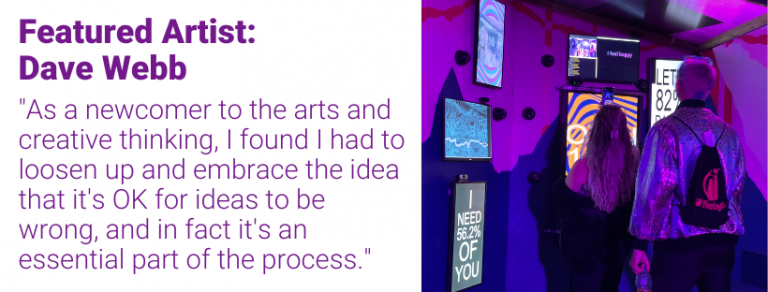 Featured Artist:
Dave Webb
"As a newcomer to the arts and
creative thinking, I found I had to
loosen up and embrace the idea
that it's OK for ideas to be
wrong, and in fact it's an
essential part of the process."
I feel happy
LET
82%
I
NEED
56.2%
OF
YOU